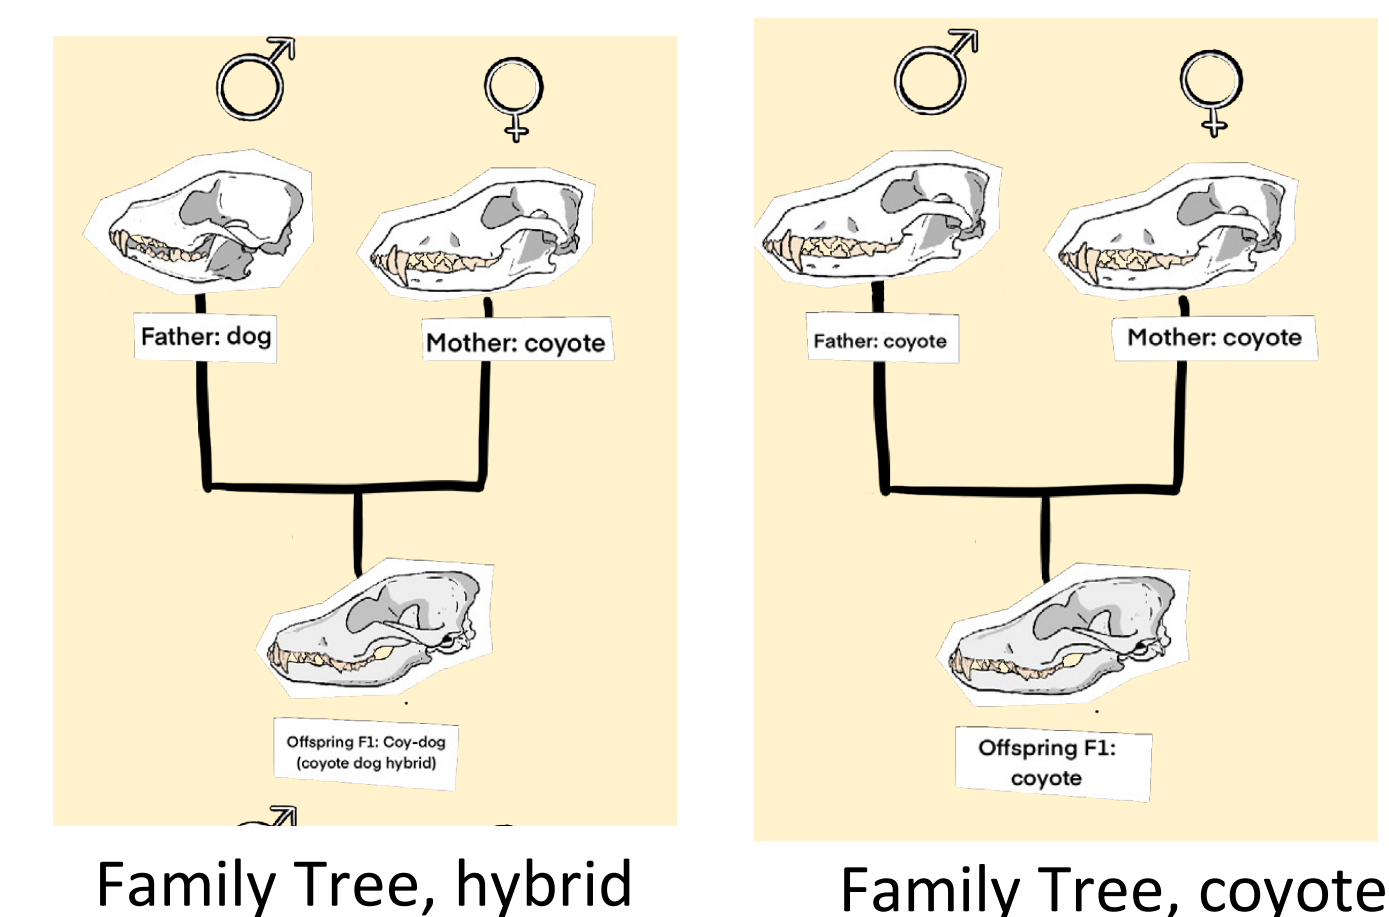 Father: dog
Mother: coyote
Offspring F1: Coy-dog
(coyote dog hybrid)
Family Tree, hybrid
Father: coyote
Mother: coyote
Offspring F1:
coyote
Family Tree, coyote